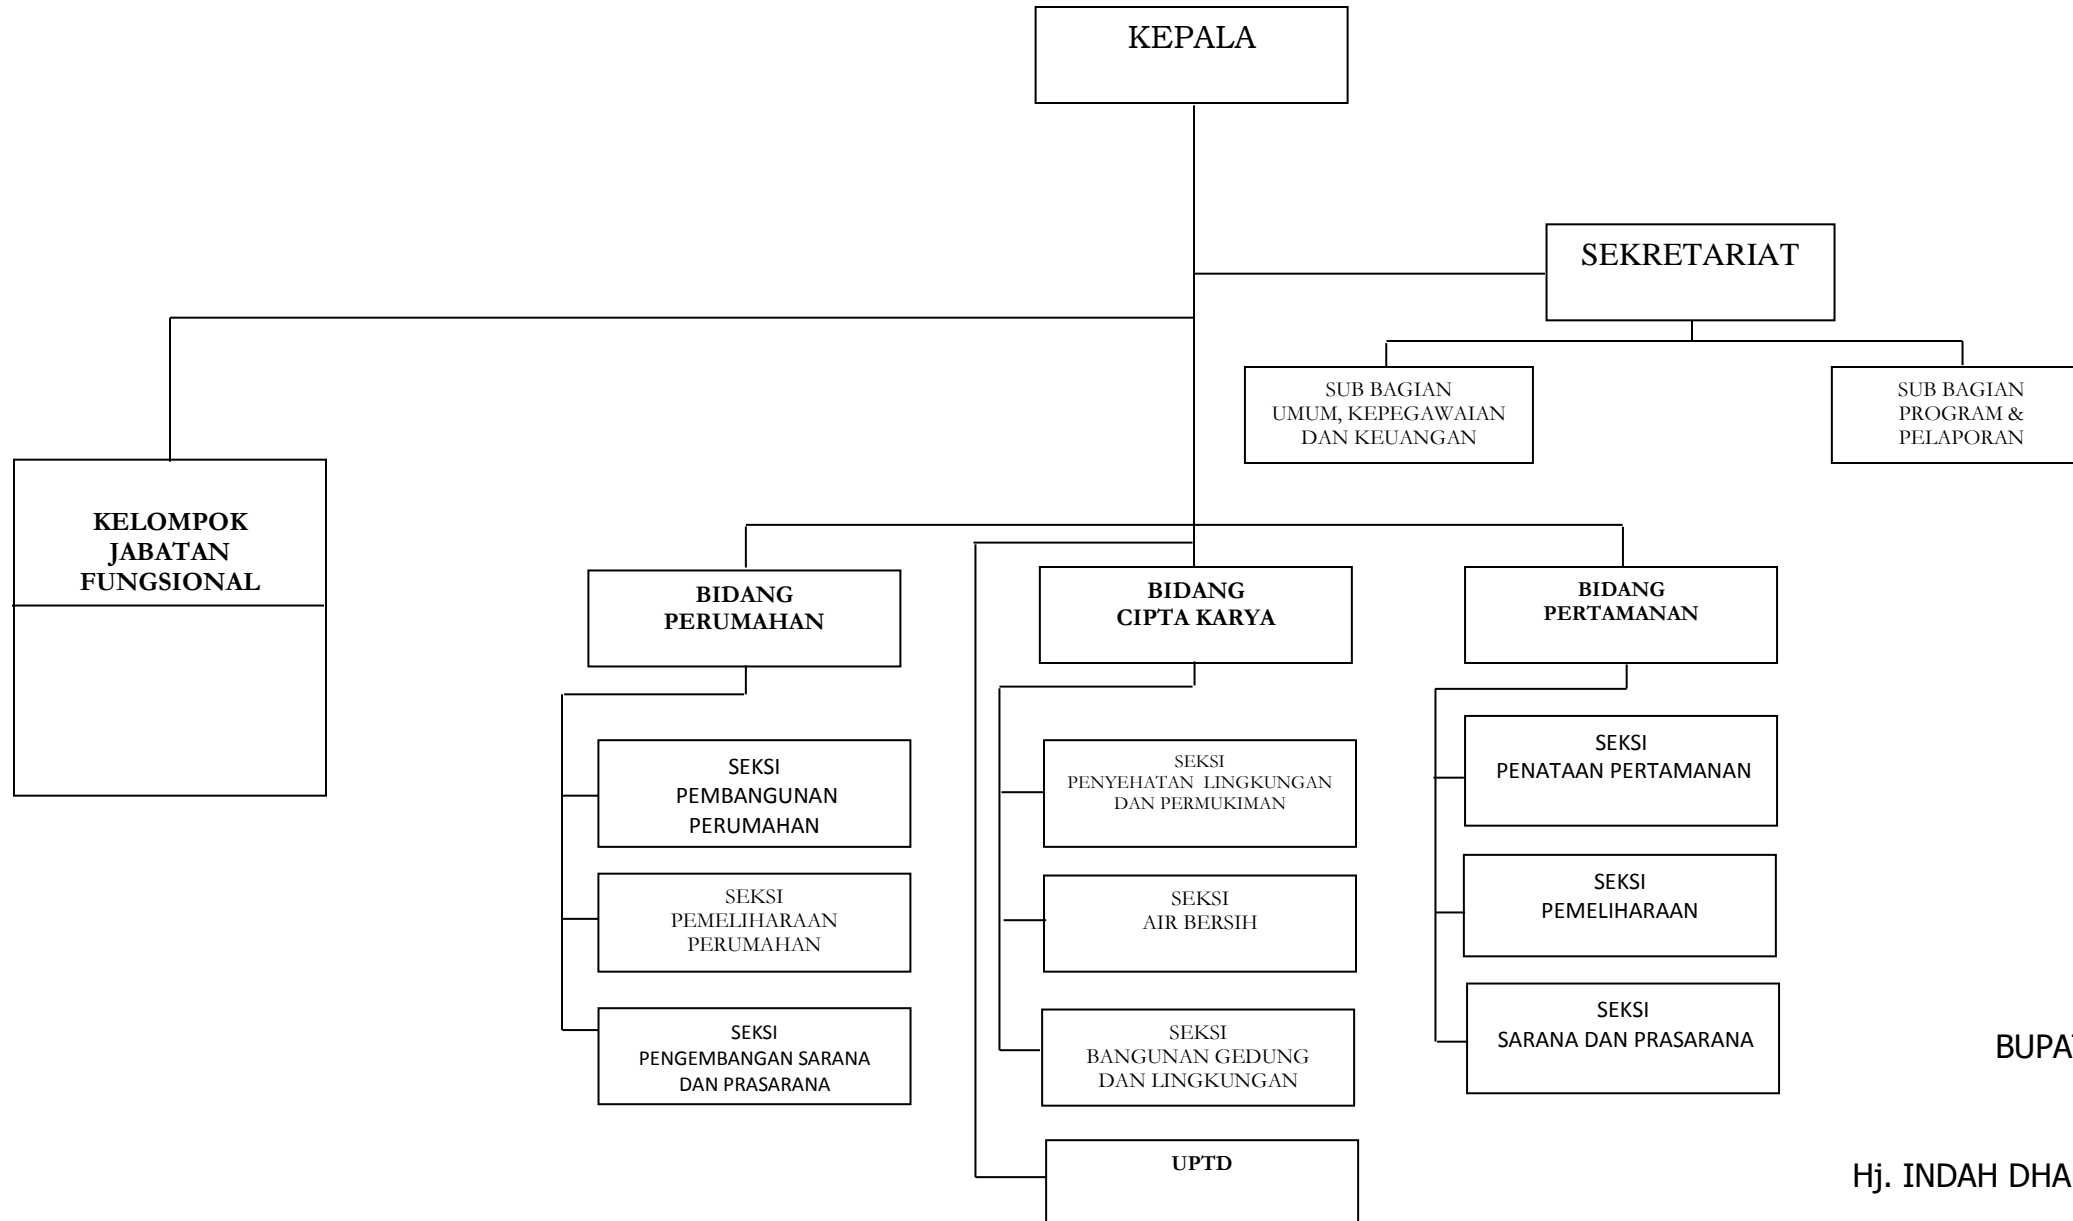 KEPALA
SEKRETARIAT
SUB BAGIAN
UMUM, KEPEGAWAIAN
DAN KEUANGAN
SUB BAGIAN
PROGRAM &
PELAPORAN
KELOMPOK
JABATAN
FUNGSIONAL
BIDANG
PERUMAHAN
BIDANG
CIPTA KARYA
BIDANG
PERTAMANAN
SEKSI
PEMBANGUNAN
PERUMAHAN
SEKSI
PEMELIHARAAN
PERUMAHAN
SEKSI
PENGEMBANGAN SARANA
DAN PRASARANA
SEKSI
PENYEHATAN LINGKUNGAN
DAN PERMUKIMAN
SEKSI
AIR BERSIH
SEKSI
BANGUNAN GEDUNG
DAN LINGKUNGAN
UPTD
SEKSI
PENATAAN PERTAMANAN
SEKSI
PEMELIHARAAN
SEKSI
SARANA DAN PRASARANA
Hj. INDAH